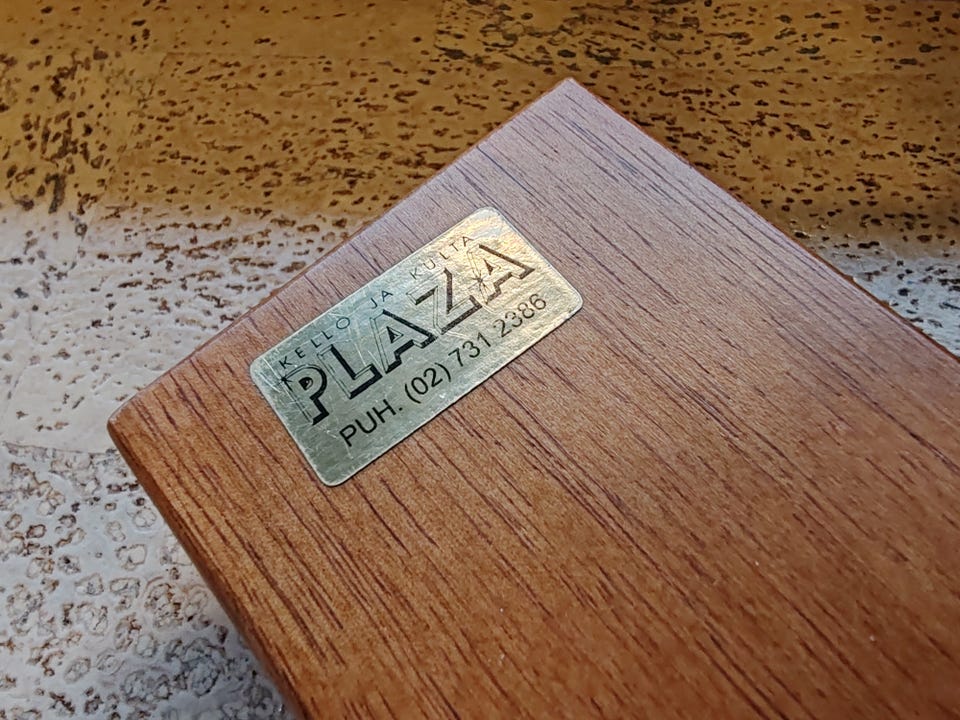 KELLO JA KULTA
PLAZA
PUH. (02) 731 2386